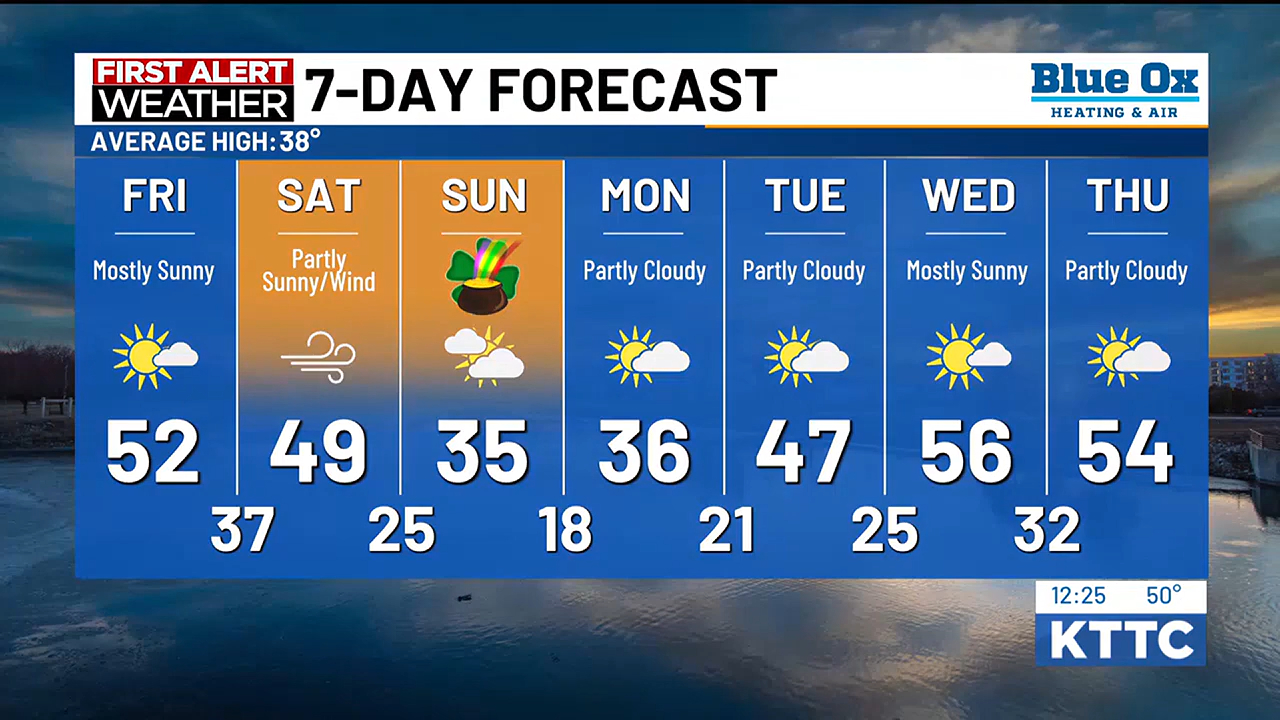 FIRST ALERT
WEATHER
7-DAY FORECAST
Blue Ox
HEATING & AIR
AVERAGE HIGH: 38°
FRI
SAT
SUN
MON
TUE
WED
THU
Mostly Sunny
Partly
Sunny/Wind
Partly Cloudy
Partly Cloudy
Mostly Sunny
Partly Cloudy
52
49
35
36
47
56
54
37
25
18
21
25
32
12:25 50°
KTTC